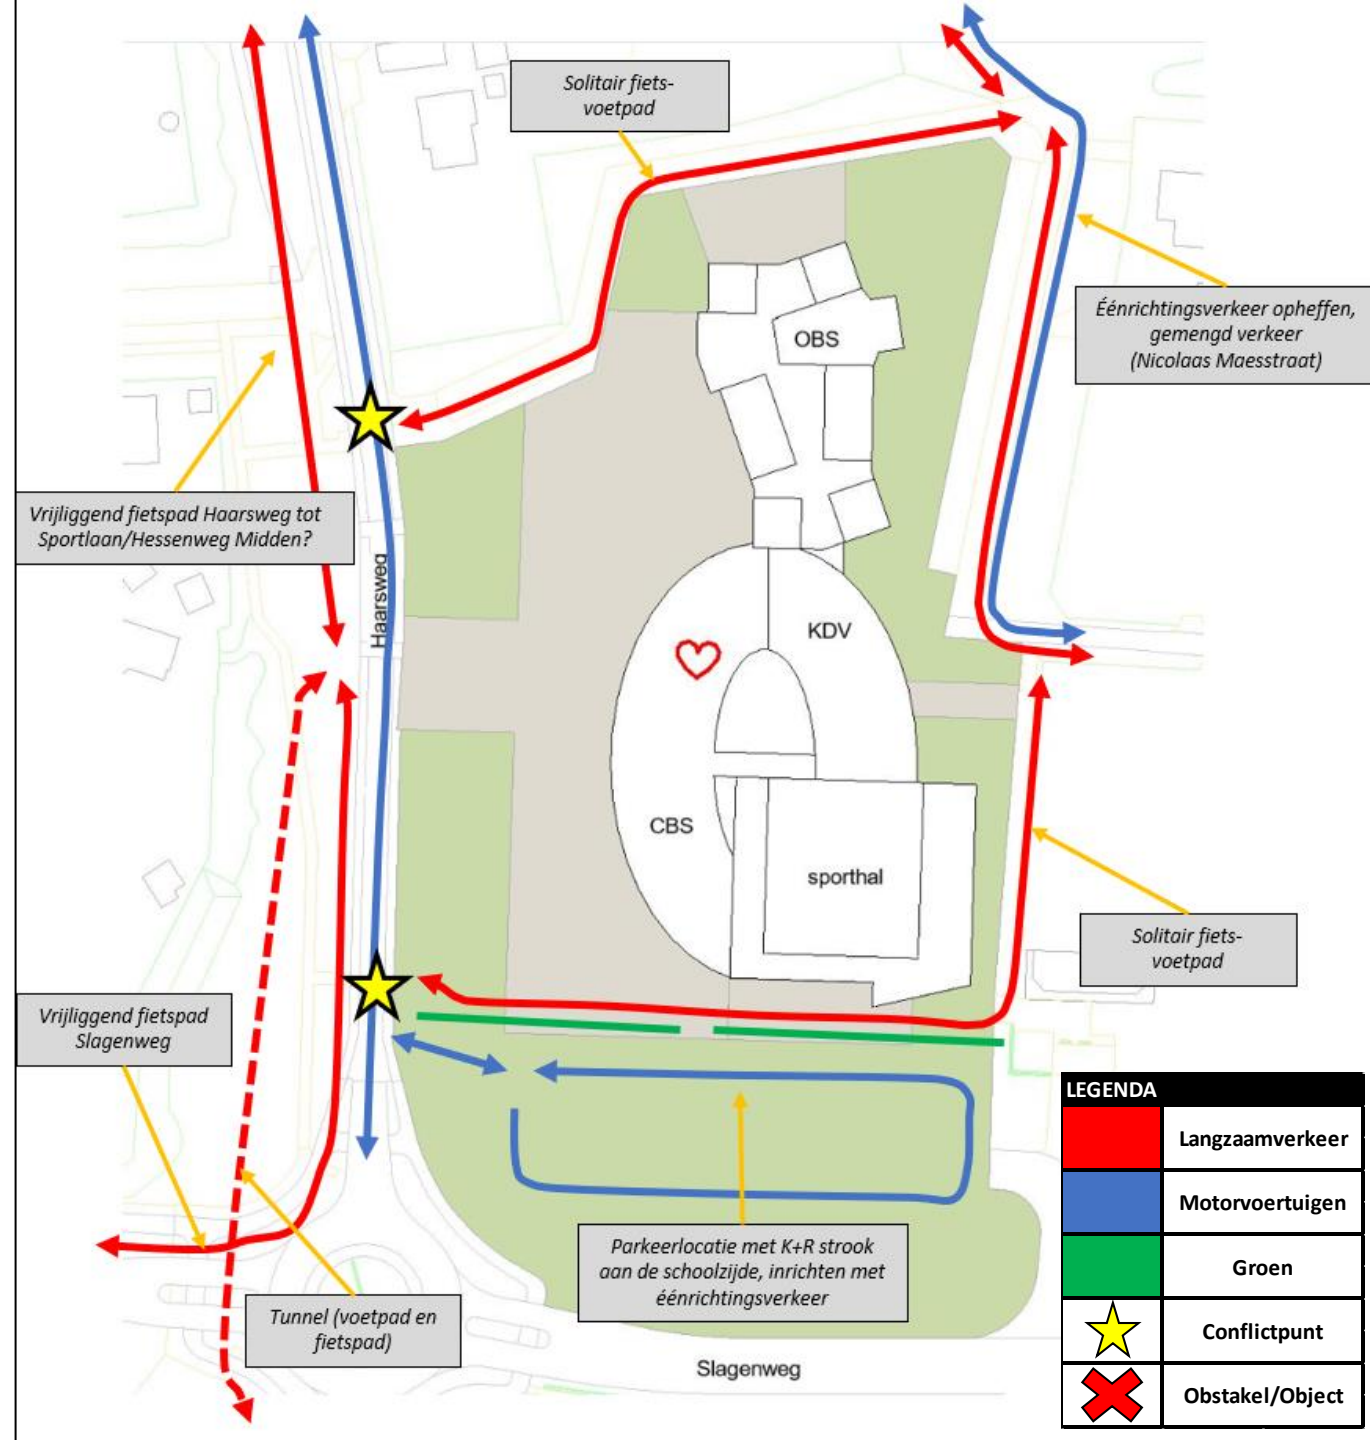 Solitair fiets-
voetpad
OBS
Éénrichtingsverkeer opheffen,
gemengd verkeer
(Nicolaas Maesstraat)
Vrijliggend fietspad Haarsweg tot
Sportlaan/Hessenweg Midden?
Haarsweg
KDV
CBS
sporthal
Solitair fiets-
voetpad
Vrijliggend fietspad
Slagenweg
Parkeerlocatie met K+R strook
aan de schoolzijde, inrichten met
éénrichtingsverkeer
Tunnel (voetpad en
fietspad)
Slagenweg
LEGENDA
Langzaamverkeer
Motorvoertuigen
Groen
Conflictpunt
Obstakel/Object